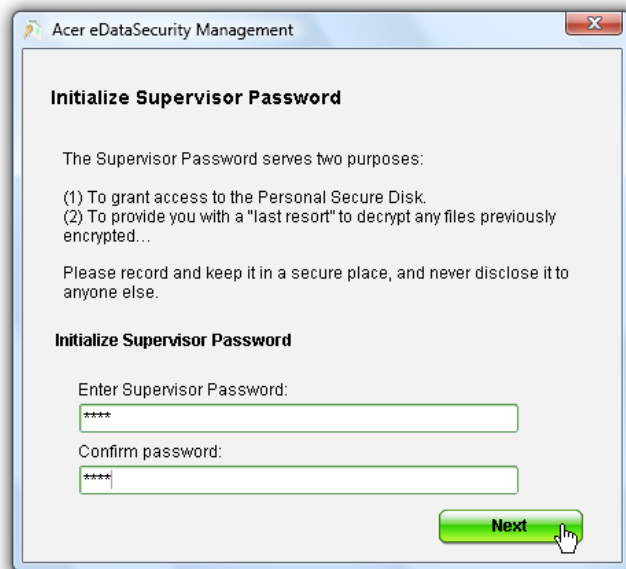 Acer eDataSecurity Management
X
Initialize Supervisor Password
The Supervisor Password serves two purposes:
(1) To grant access to the Personal Secure Disk.
(2) To provide you with a "last resort" to decrypt any files previously
encrypted...
Please record and keep it in a secure place, and never disclose it to
anyone else.
Initialize Supervisor Password
Enter Supervisor Password:
****
Confirm password:
****
Next